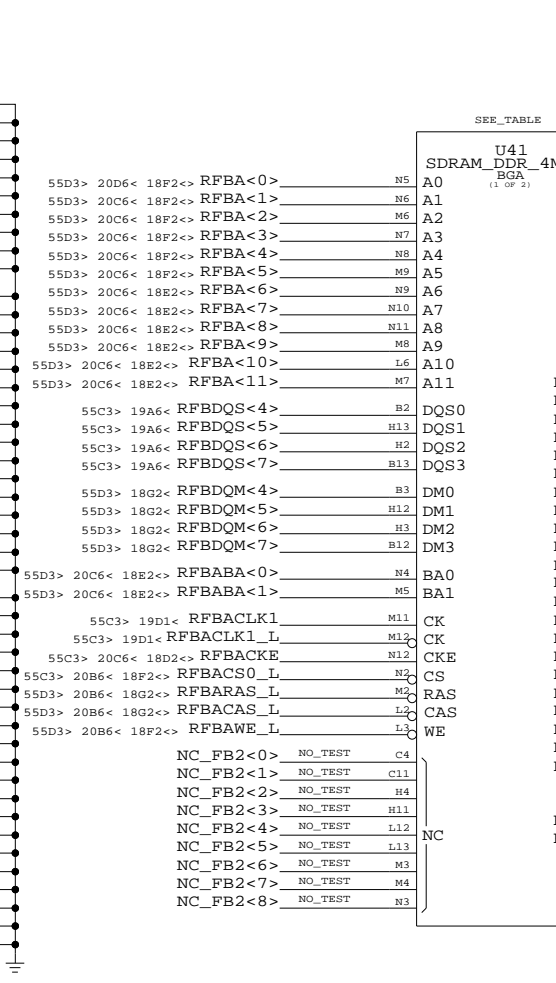 SEE_TABLE
U41
SDRAM_DDR_4M
BGA
(1 OF 2)
55D3> 20D6< 18F2<> RFBA<0> N5 A0
55D3> 20C6< 18F2<> RFBA<1> N6 A1
55D3> 20C6< 18F2<> RFBA<2> M6 A2
55D3> 20C6< 18F2<> RFBA<3> N7 A3
55D3> 20C6< 18F2<> RFBA<4> N8 A4
55D3> 20C6< 18F2<> RFBA<5> M9 A5
55D3> 20C6< 18E2<> RFBA<6> N9 A6
55D3> 20C6< 18E2<> RFBA<7> N10 A7
55D3> 20C6< 18E2<> RFBA<8> N11 A8
55D3> 20C6< 18E2<> RFBA<9> M8 A9
55D3> 20C6< 18E2<> RFBA<10> L6 A10
55D3> 20C6< 18E2<> RFBA<11> M7 A11
55C3> 19A6< RFBDQS<4> B2 DQS0
55C3> 19A6< RFBDQS<5> H13 DQS1
55C3> 19A6< RFBDQS<6> H2 DQS2
55C3> 19A6< RFBDQS<7> B13 DQS3
55D3> 18G2< RFBDQM<4> B3 DM0
55D3> 18G2< RFBDQM<5> H12 DM1
55D3> 18G2< RFBDQM<6> H3 DM2
55D3> 18G2< RFBDQM<7> B12 DM3
55D3> 20C6< 18E2<> RFBABA<0> N4 BA0
55D3> 20C6< 18E2<> RFBABA<1> M5 BA1
55C3> 19D1< RFBACLK1 M11 CK
55C3> 19D1< RFBACLK1_L M12 CK
55C3> 20C6< 18D2<> RFBACKE N12 CKE
55C3> 20B6< 18F2<> RFBACS0_L N2 CS
55D3> 20B6< 18G2<> RFBARAS_L M2 RAS
55D3> 20B6< 18G2<> RFBACAS_L L2 CAS
55D3> 20B6< 18F2<> RFBAWE_L L3 WE
NC_FB2<0> NO_TEST C4
NC_FB2<1> NO_TEST C11
NC_FB2<2> NO_TEST H4
NC_FB2<3> NO_TEST H11
NC_FB2<4> NO_TEST L12 NC
NC_FB2<5> NO_TEST L13
NC_FB2<6> NO_TEST M3
NC_FB2<7> NO_TEST M4
NC_FB2<8> NO_TEST N3